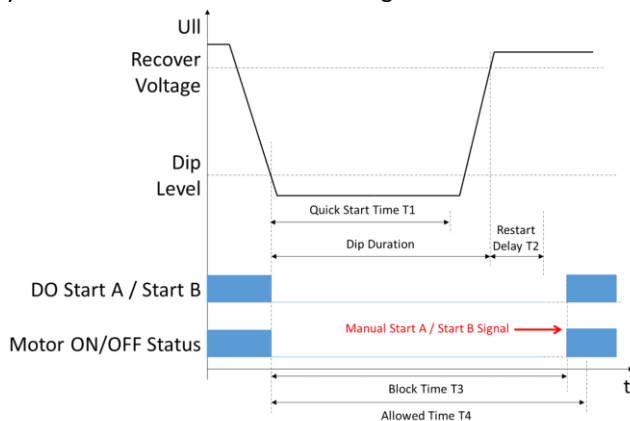 Ull
Recover
Voltage
Dip
Level
Quick Start Time T1
Restart
Delay T2
Dip Duration
DO Start A / Start B
Manual Start A / Start B Signal
Motor ON/OFF Status
t
Block Time T3
Allowed Time T4